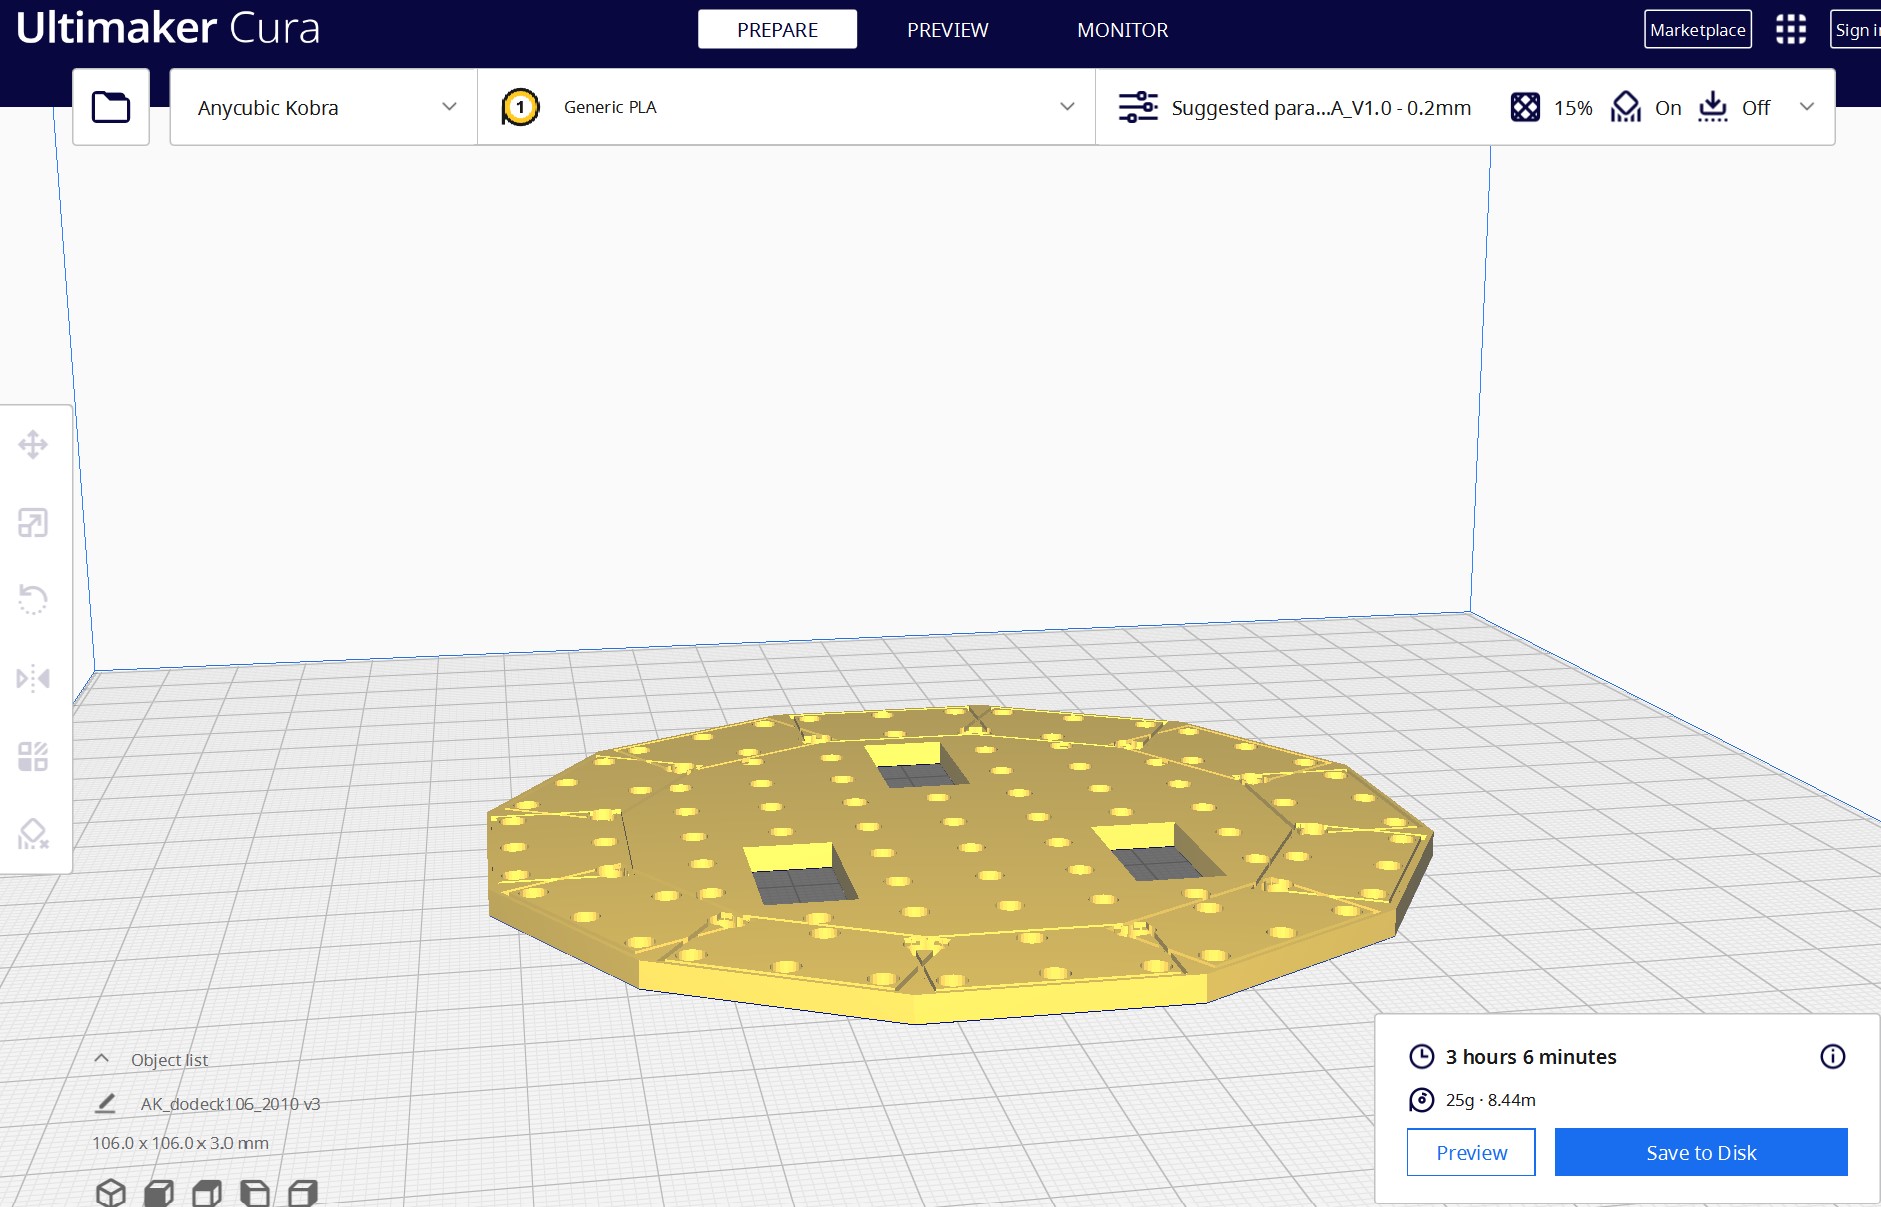 Ultimaker Cura
PREPARE
PREVIEW
MONITOR
Marketplace
Sign i
Anycubic Kobra
1
Generic PLA
Suggested para...A_V1.0 - 0.2mm
15%
On
Off
Object list
AK_dodeck106_2010 v3
106.0 x 106.0 x 3.0 mm
3 hours 6 minutes
25g · 8.44m
Preview
Save to Disk